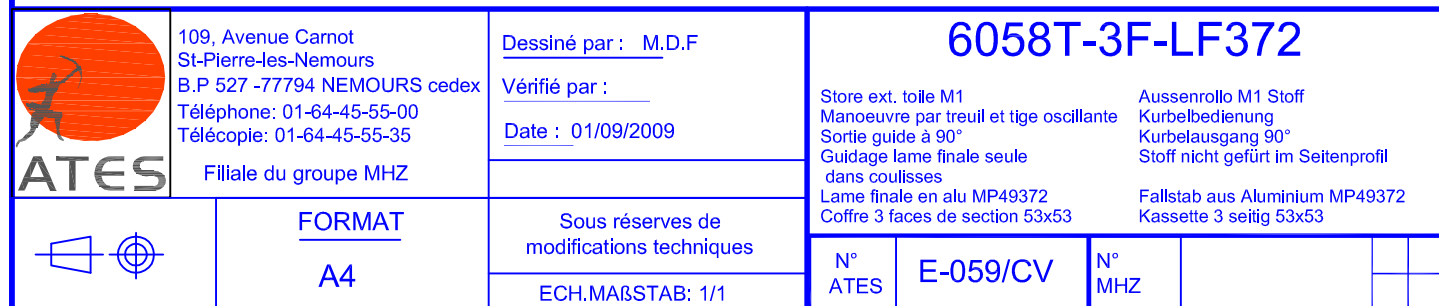 ATES
109, Avenue Carnot
St-Pierre-les-Nemours
B.P 527 -77794 NEMOURS cedex
Téléphone: 01-64-45-55-00
Télécopie: 01-64-45-55-35
Filiale du groupe MHZ
Dessiné par : M.D.F
Vérifié par :
Date : 01/09/2009
6058T-3F-LF372
Store ext. toile M1
Manoeuvre par treuil et tige oscillante
Sortie guide à 90°
Guidage lame finale seule
dans coulisses
Lame finale en alu MP49372
Coffre 3 faces de section 53x53
Aussenrollo M1 Stoff
Kurbelbedienung
Kurbelausgang 90°
Stoff nicht gefürt im Seitenprofil
Fallstab aus Aluminium MP49372
Kassette 3 seitig 53x53
FORMAT
A4
Sous réserves de
modifications techniques
ECH.MAßSTAB: 1/1
N°
ATES
E-059/CV
N°
MHZ